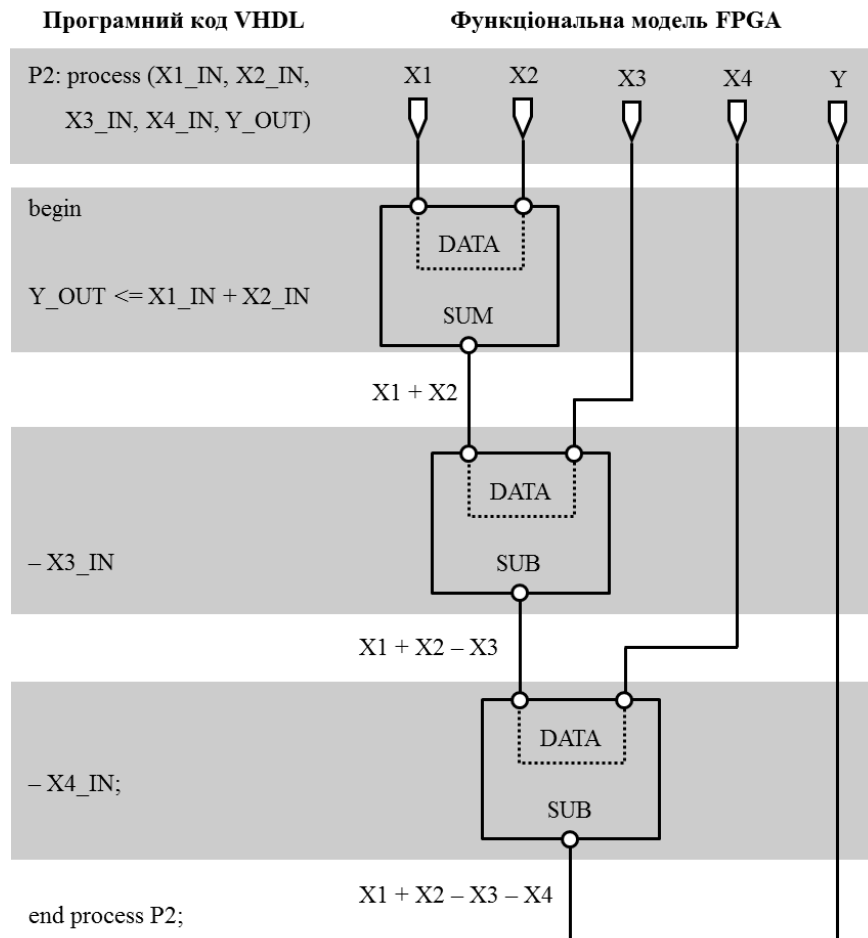 Програмний код VHDL Функціональна модель FPGA
P2: process (X1_IN, X2_IN, X1 X2 X3 X4 Y
X3_IN, X4_IN, Y_OUT)
begin
DATA
Y_OUT <= X1_IN + X2_IN
SUM
X1 + X2
DATA
– X3_IN SUB
X1 + X2 – X3
DATA
– X4_IN;
SUB
X1 + X2 – X3 – X4
end process P2;